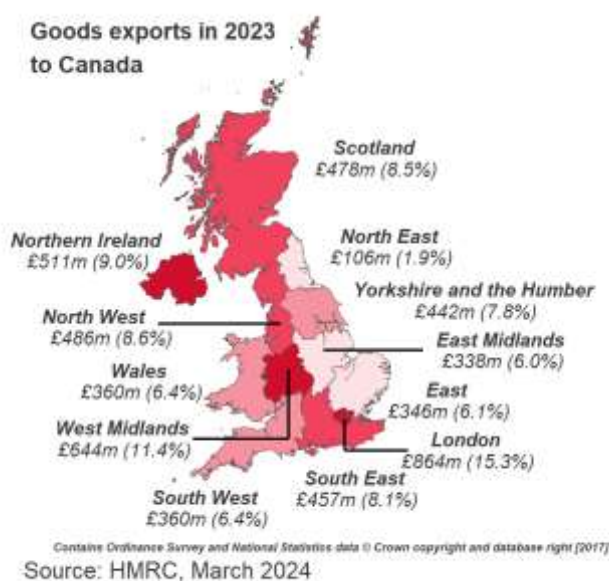 Goods exports in 2023
to Canada
Scotland
£478m (8.5%)
Northern Ireland
£511m (9.0%)
North East
£106m (1.9%)
Yorkshire and the Humber
£442m (7.8%)
North West
£486m (8.6%)
East Midlands
£338m (6.0%)
Wales
£360m (6.4%)
East
£346m (6.1%)
West Midlands
£644m (11.4%)
London
£864m (15.3%)
South East
£457m (8.1%)
South West
£360m (6.4%)
Contains Ordinance Survey and National Statistics data © Crown copyright and database right [2017]
Source: HMRC, March 2024